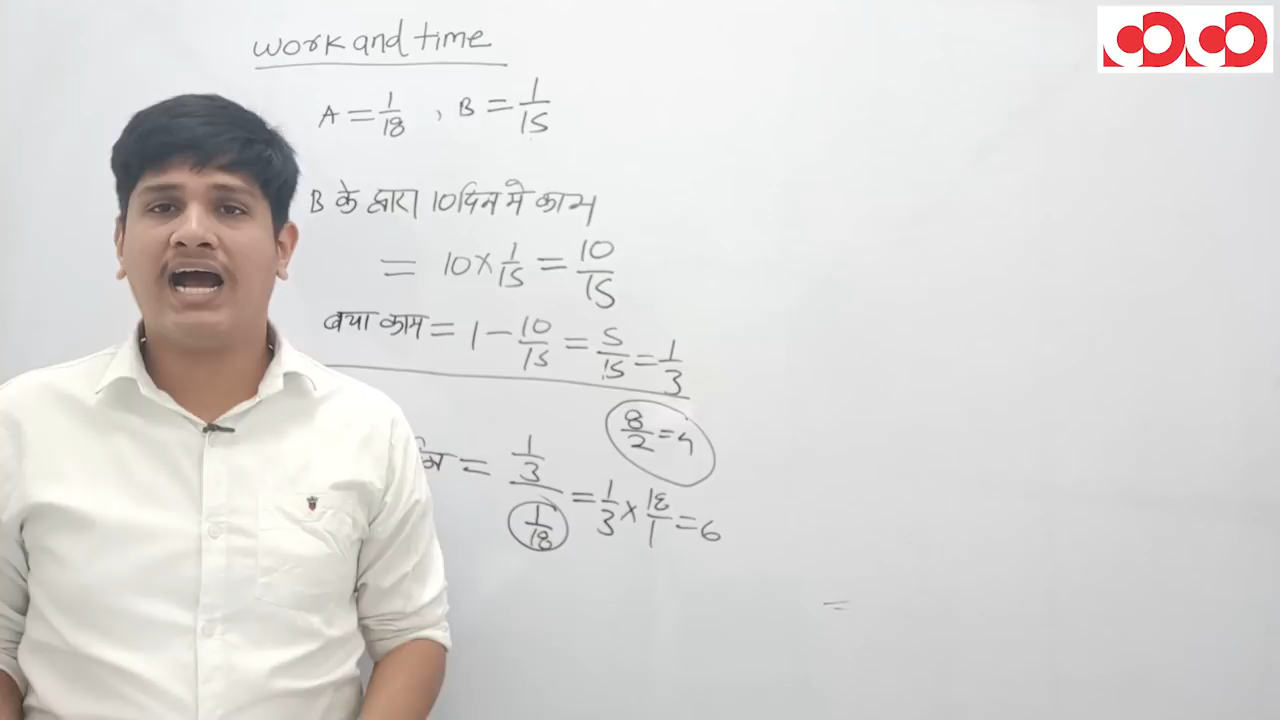 work and time
A = 1/18 , B = 1/15
B के द्वारा 10 दिन मे कार्य
= 10 × 1/15 = 10/15
बचा काम = 1 - 10/15 = 5/15 = 1/3
8/2 = 4
= 1/3 / 1/18 = 1/3 × 18/1 = 6
=